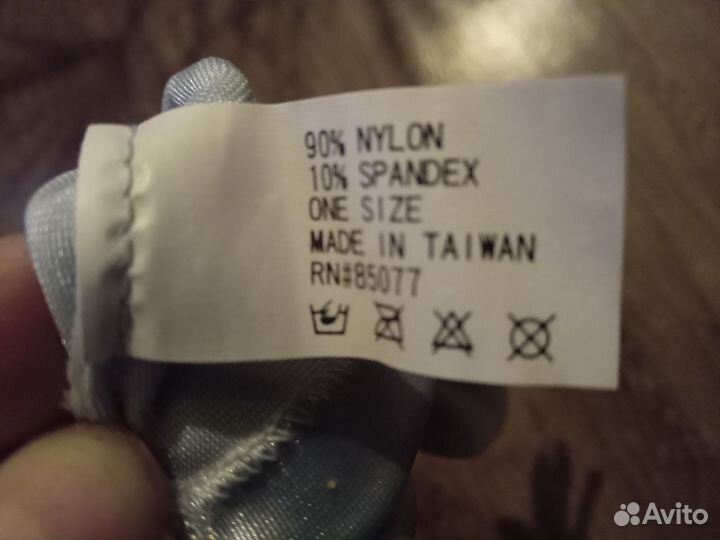 90% NYLON
10% SPANDEX
ONE SIZE
MADE IN TAIWAN
RN#85077
Avito